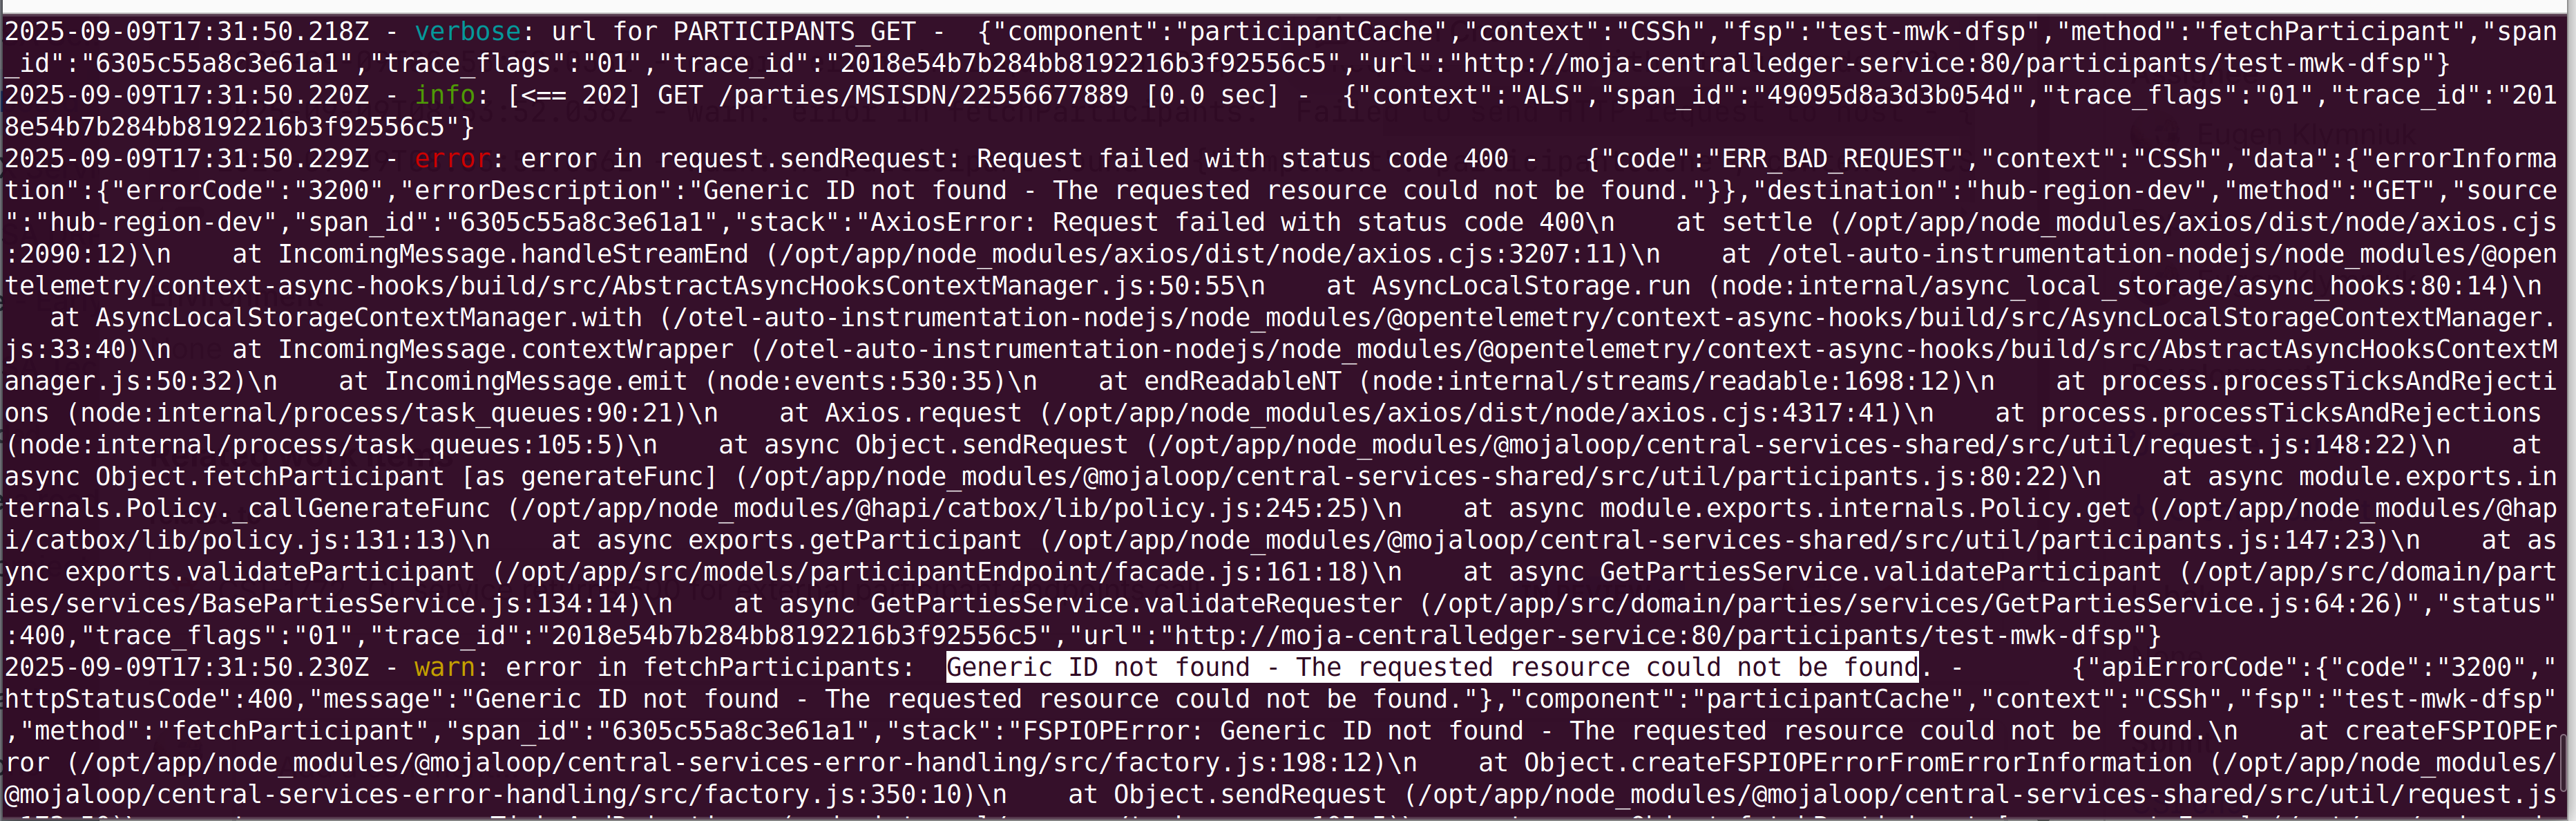 2025-09-09T17:31:50.218Z - verbose: url for PARTICIPANTS_GET -  {"component":"participantCache","context":"CSSh","fsp":"test-mwk-dfsp","method":"fetchParticipant","span
_id":"6305c55a8c3e61a1","trace_flags":"01","trace_id":"2018e54b7b284bb8192216b3f92556c5","url":"http://moja-centralledger-service:80/participants/test-mwk-dfsp"}
2025-09-09T17:31:50.220Z - info: [<== 202] GET /parties/MSISDN/22556677889 [0.0 sec] -  {"context":"ALS","span_id":"49095d8a3d3b054d","trace_flags":"01","trace_id":"201
8e54b7b284bb8192216b3f92556c5"}
2025-09-09T17:31:50.229Z - error: error in request.sendRequest: Request failed with status code 400 -   {"code":"ERR_BAD_REQUEST","context":"CSSh","data":{"errorInforma
tion":{"errorCode":"3200","errorDescription":"Generic ID not found - The requested resource could not be found."}},"destination":"hub-region-dev","method":"GET","source
":"hub-region-dev","span_id":"6305c55a8c3e61a1","stack":"AxiosError: Request failed with status code 400\n    at settle (/opt/app/node_modules/axios/dist/node/axios.cjs
:2090:12)\n    at IncomingMessage.handleStreamEnd (/opt/app/node_modules/axios/dist/node/axios.cjs:3207:11)\n    at /otel-auto-instrumentation-nodejs/node_modules/@open
telemetry/context-async-hooks/build/src/AbstractAsyncHooksContextManager.js:50:55\n    at AsyncLocalStorage.run (node:internal/async_local_storage/async_hooks:80:14)\n
   at AsyncLocalStorageContextManager.with (/otel-auto-instrumentation-nodejs/node_modules/@opentelemetry/context-async-hooks/build/src/AsyncLocalStorageContextManager.
js:33:40)\n    at IncomingMessage.contextWrapper (/otel-auto-instrumentation-nodejs/node_modules/@opentelemetry/context-async-hooks/build/src/AbstractAsyncHooksContextM
anager.js:50:32)\n    at IncomingMessage.emit (node:events:530:35)\n    at endReadableNT (node:internal/streams/readable:1698:12)\n    at process.processTicksAndRejecti
ons (node:internal/process/task_queues:90:21)\n    at Axios.request (/opt/app/node_modules/axios/dist/node/axios.cjs:4317:41)\n    at process.processTicksAndRejections
(node:internal/process/task_queues:105:5)\n    at async Object.sendRequest (/opt/app/node_modules/@mojaloop/central-services-shared/src/util/request.js:148:22)\n    at
async Object.fetchParticipant [as generateFunc] (/opt/app/node_modules/@mojaloop/central-services-shared/src/util/participants.js:80:22)\n    at async module.exports.in
ternals.Policy._callGenerateFunc (/opt/app/node_modules/@hapi/catbox/lib/policy.js:245:25)\n    at async module.exports.internals.Policy.get (/opt/app/node_modules/@hap
i/catbox/lib/policy.js:131:13)\n    at async exports.getParticipant (/opt/app/node_modules/@mojaloop/central-services-shared/src/util/participants.js:147:23)\n    at as
ync exports.validateParticipant (/opt/app/src/models/participantEndpoint/facade.js:161:18)\n    at async GetPartiesService.validateParticipant (/opt/app/src/domain/part
ies/services/BasePartiesService.js:134:14)\n    at async GetPartiesService.validateRequester (/opt/app/src/domain/parties/services/GetPartiesService.js:64:26)","status"
:400,"trace_flags":"01","trace_id":"2018e54b7b284bb8192216b3f92556c5","url":"http://moja-centralledger-service:80/participants/test-mwk-dfsp"}
2025-09-09T17:31:50.230Z - warn: error in fetchParticipants:  Generic ID not found - The requested resource could not be found. -       {"apiErrorCode":{"code":"3200","
httpStatusCode":400,"message":"Generic ID not found - The requested resource could not be found."},"component":"participantCache","context":"CSSh","fsp":"test-mwk-dfsp"
,"method":"fetchParticipant","span_id":"6305c55a8c3e61a1","stack":"FSPIOPError: Generic ID not found - The requested resource could not be found.\n    at createFSPIOPEr
ror (/opt/app/node_modules/@mojaloop/central-services-error-handling/src/factory.js:198:12)\n    at Object.createFSPIOPErrorFromErrorInformation (/opt/app/node_modules/
@mojaloop/central-services-error-handling/src/factory.js:350:10)\n    at Object.sendRequest (/opt/app/node_modules/@mojaloop/central-services-shared/src/util/request.js